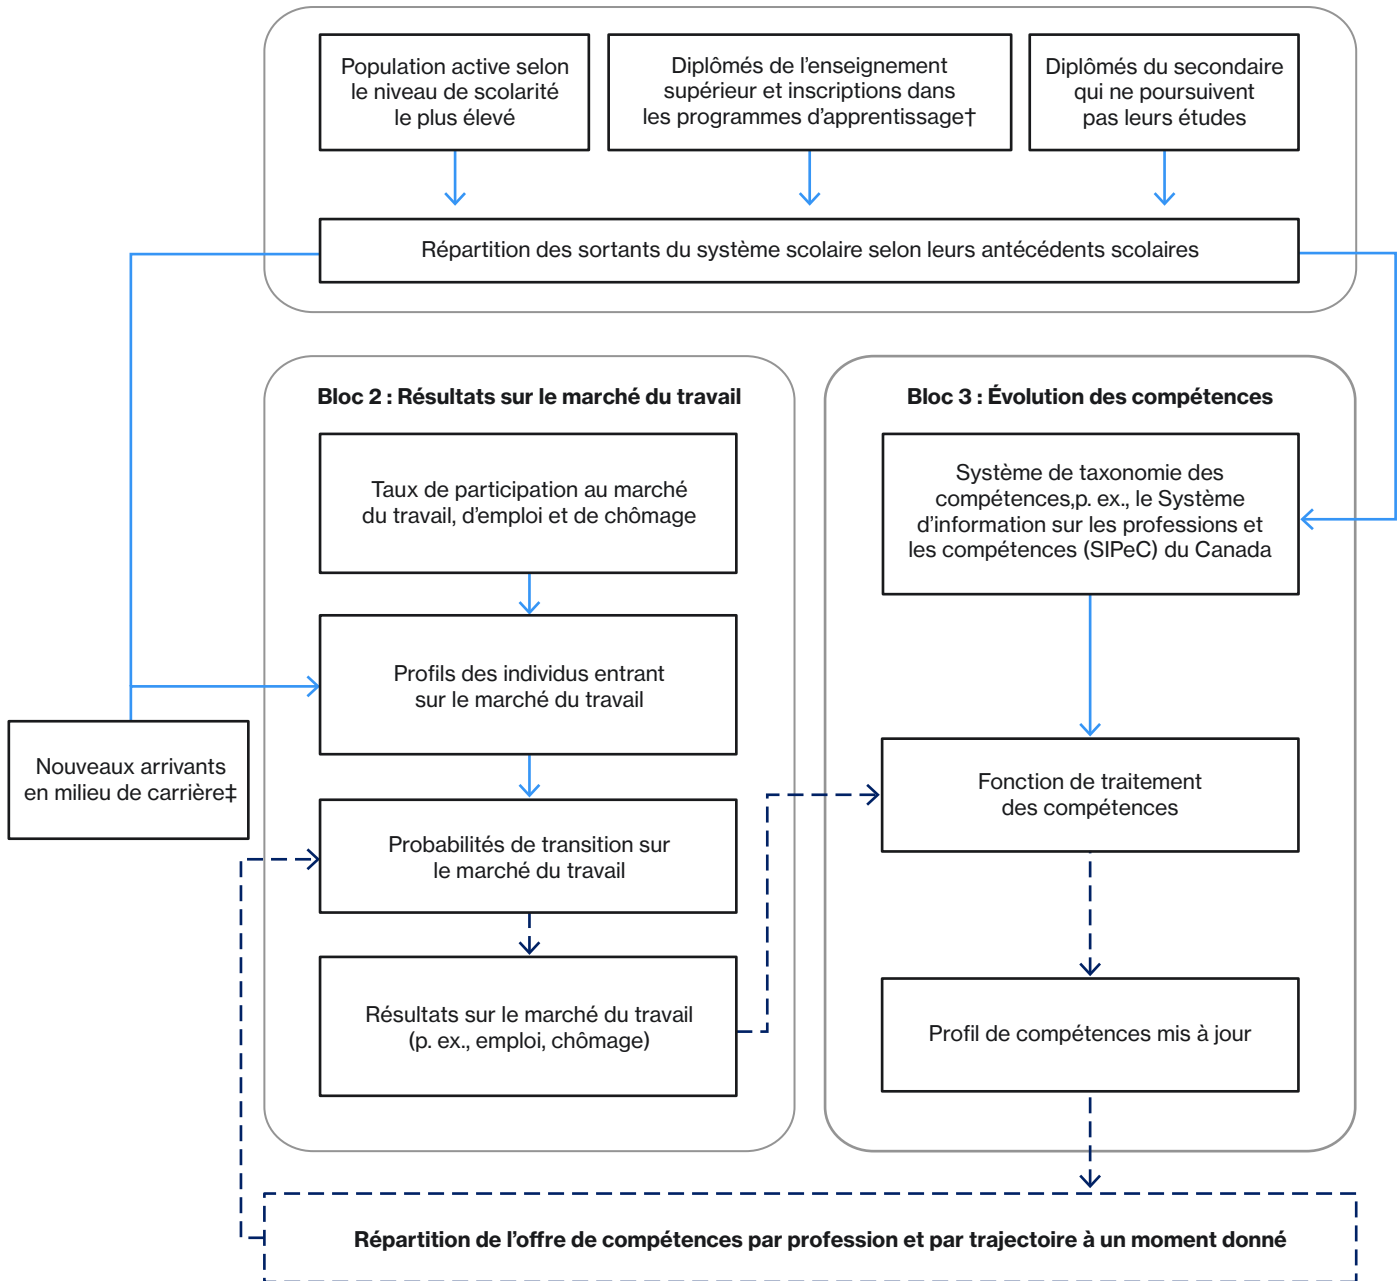 Population active selon
le niveau de scolarité
le plus élevé
Diplômés de l’enseignement
supérieur et inscriptions dans
les programmes d’apprentissage†
Diplômés du secondaire
qui ne poursuivent
pas leurs études
Répartition des sortants du système scolaire selon leurs antécédents scolaires
Bloc 2 : Résultats sur le marché du travail
Taux de participation au marché
du travail, d’emploi et de chômage
Profils des individus entrant
sur le marché du travail
Nouveaux arrivants
en milieu de carrière‡
Probabilités de transition sur
le marché du travail
Résultats sur le marché du travail
(p. ex., emploi, chômage)
Bloc 3 : Évolution des compétences
Système de taxonomie des
compétences,p. ex., le Système
d’information sur les professions et
les compétences (SIPeC) du Canada
Fonction de traitement
des compétences
Profil de compétences mis à jour
Répartition de l’offre de compétences par profession et par trajectoire à un moment donné